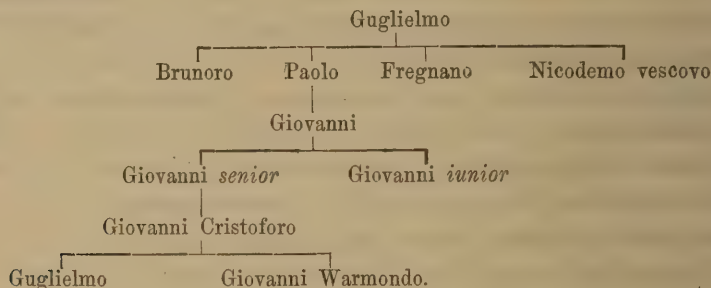 Guglielmo
Brunoro Paolo Fregnano Nicodemo vescovo
Giovanni
Giovanni senior Giovanni iunior
Giovanni Cristoforo
Guglielmo Giovanni Warmondo.